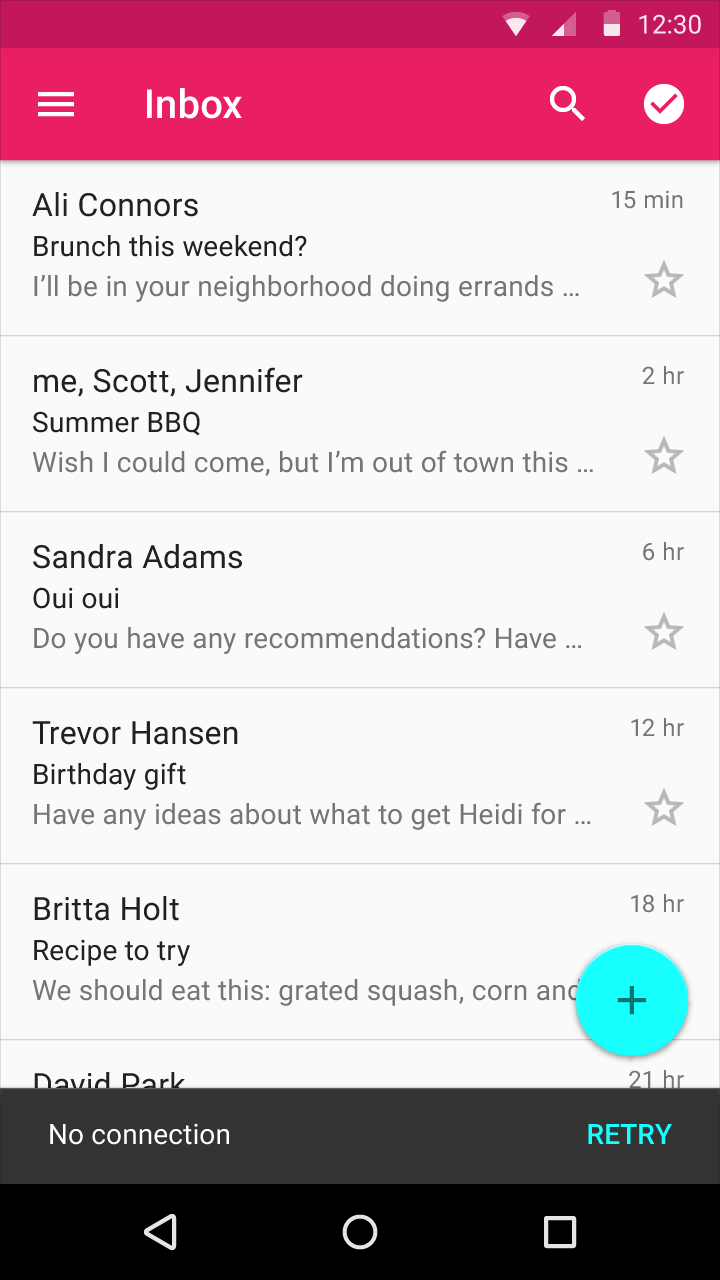 12:30
Inbox
Ali Connors
15 min
Brunch this weekend?
I’ll be in your neighborhood doing errands …
me, Scott, Jennifer
2 hr
Summer BBQ
Wish I could come, but I’m out of town this …
Sandra Adams
6 hr
Oui oui
Do you have any recommendations? Have …
Trevor Hansen
12 hr
Birthday gift
Have any ideas about what to get Heidi for …
Britta Holt
18 hr
Recipe to try
We should eat this: grated squash, corn and
David Park
21 hr
No connection
RETRY